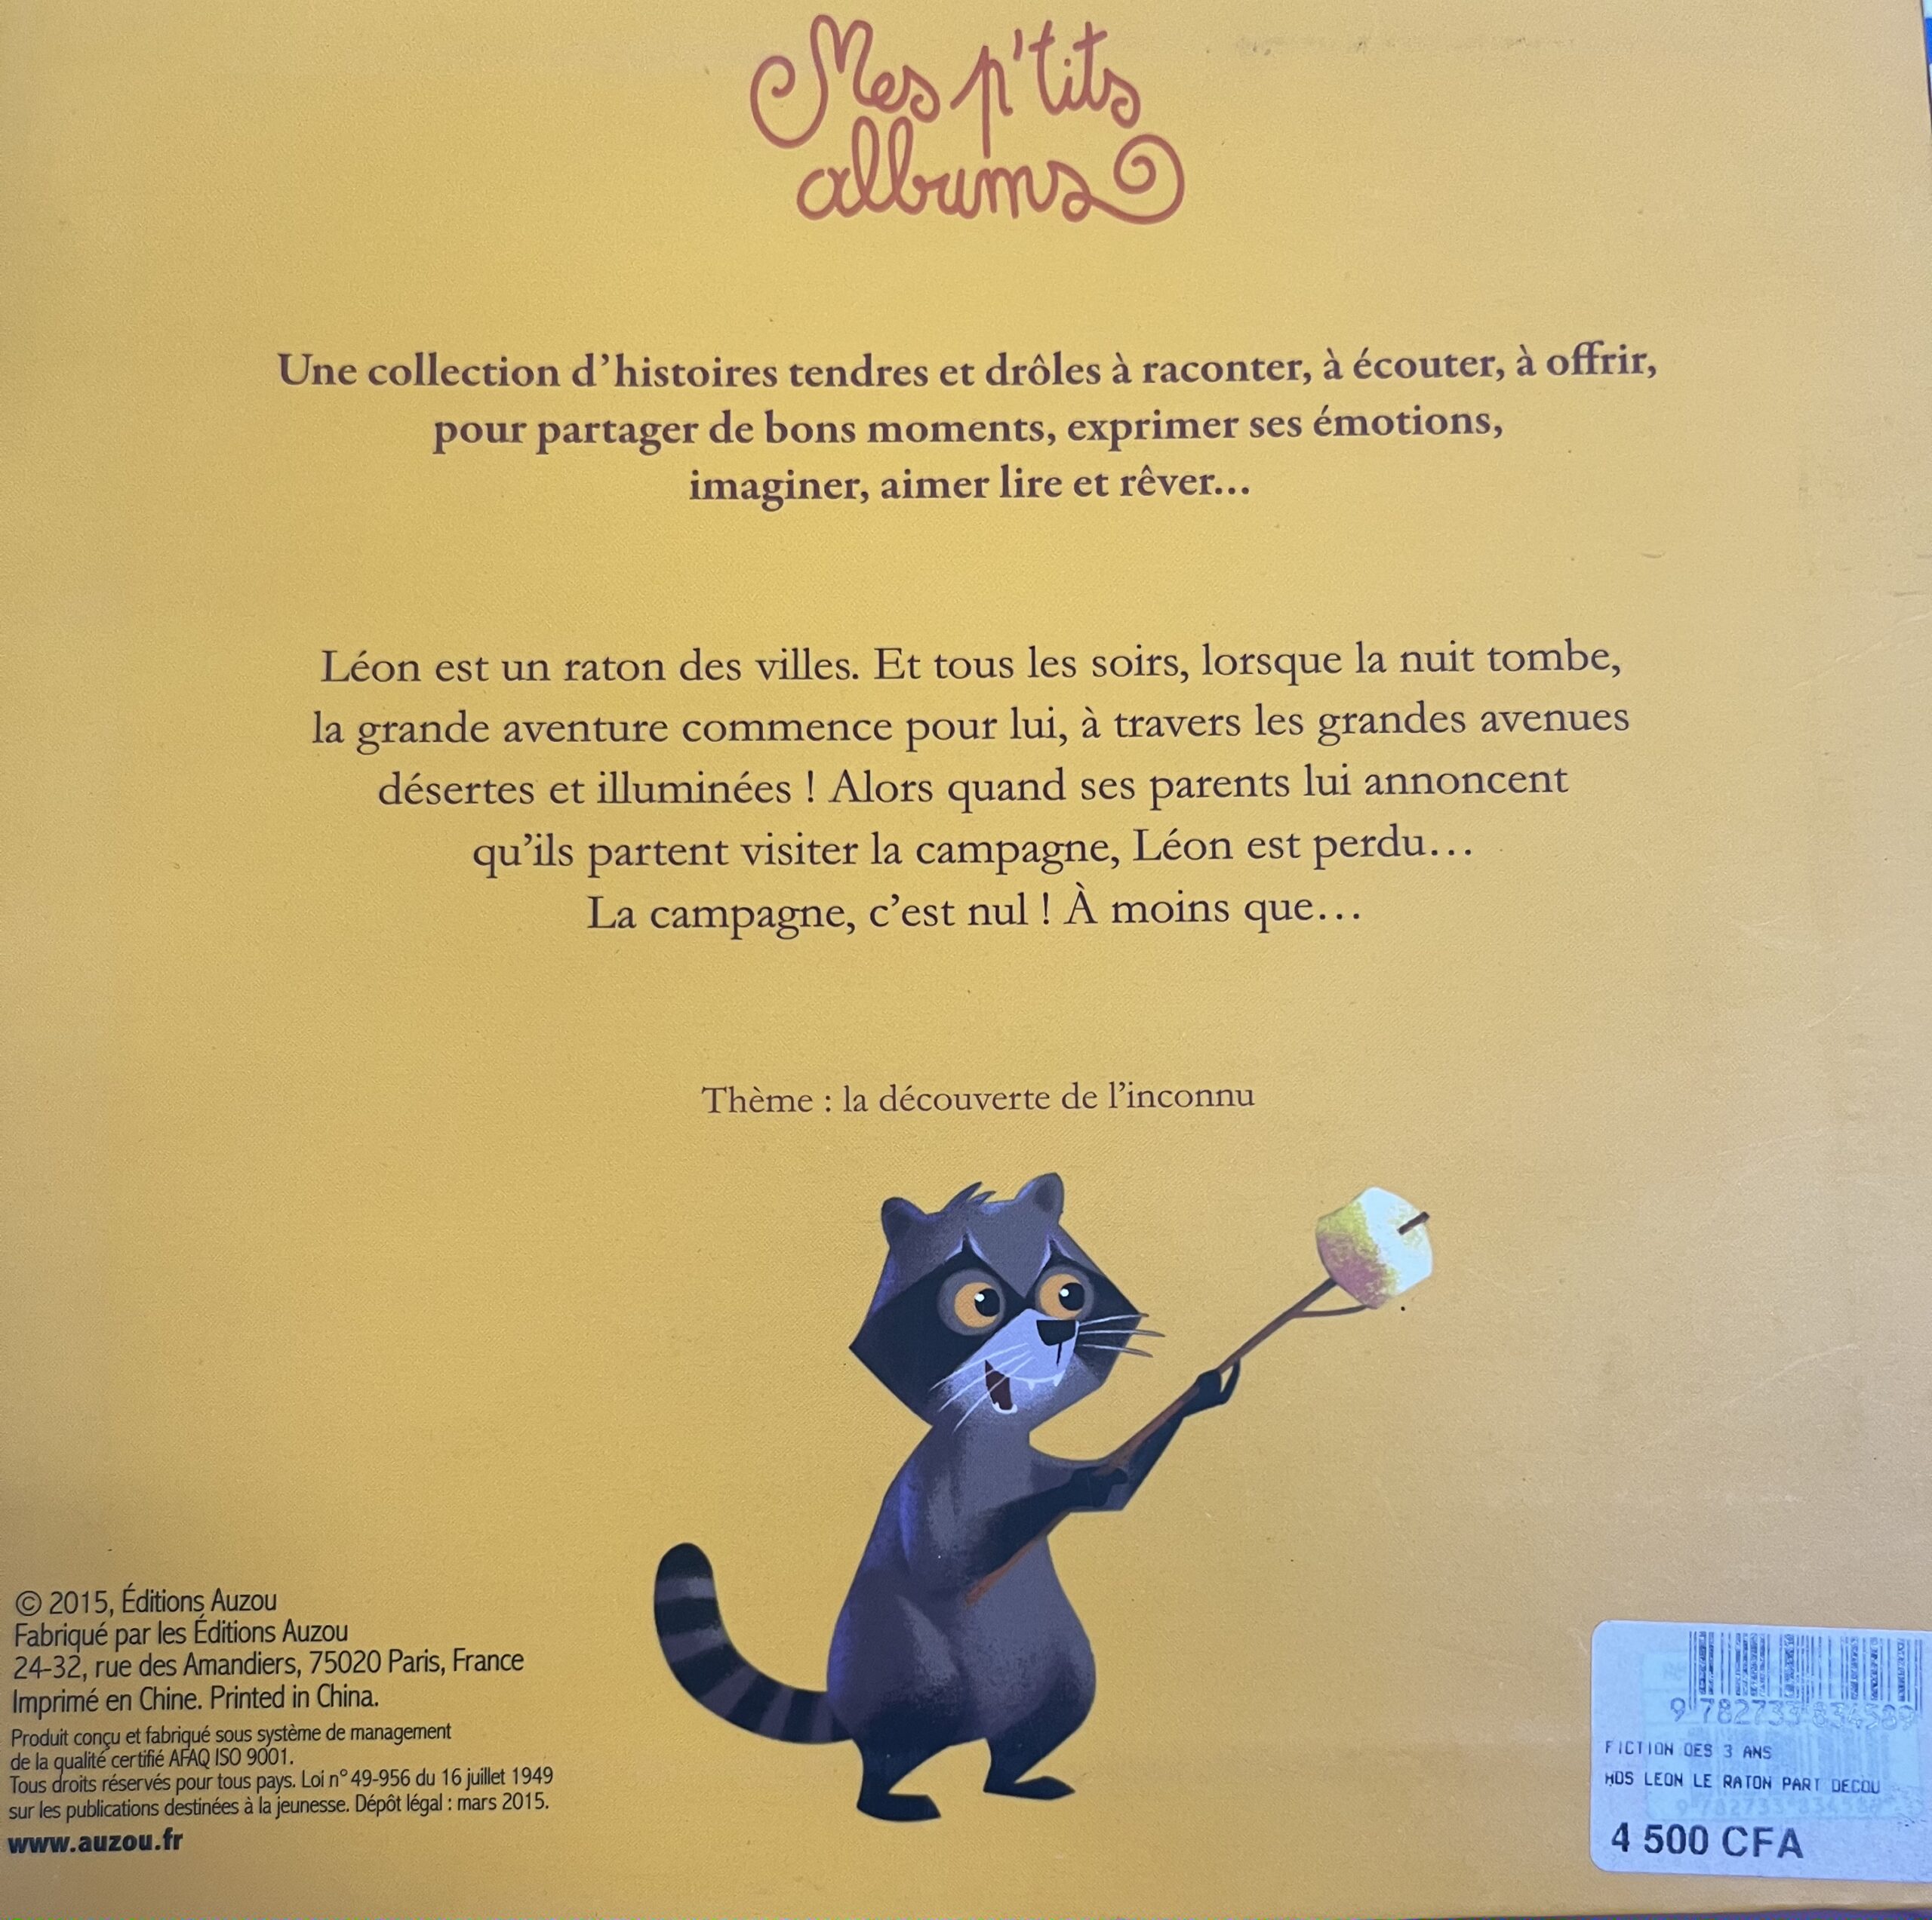 Mes p'tits
albums
Une collection d'histoires tendres et drôles à raconter, à écouter, à offrir,
pour partager de bons moments, exprimer ses émotions,
imaginer, aimer lire et rêver...
Léon est un raton des villes. Et tous les soirs, lorsque la nuit tombe,
la grande aventure commence pour lui, à travers les grandes avenues
désertes et illuminées ! Alors quand ses parents lui annoncent
qu'ils partent visiter la campagne, Léon est perdu...
La campagne, c'est nul ! À moins que...
Thème : la découverte de l'inconnu
© 2015, Éditions Auzou
Fabriqué par les Éditions Auzou
24-32, rue des Amandiers, 75020 Paris, France
Imprimé en Chine. Printed in China.
Produit conçu et fabriqué sous système de management
de la qualité certifié AFAQ ISO 9001.
Tous droits réservés pour tous pays. Loi n° 49-956 du 16 juillet 1949
sur les publications destinées à la jeunesse. Dépôt légal : mars 2015.
www.auzou.fr
9 782733 834589
FICTION DES 3 ANS
HDS LEON LE RATON PART DECOU
4 500 CFA